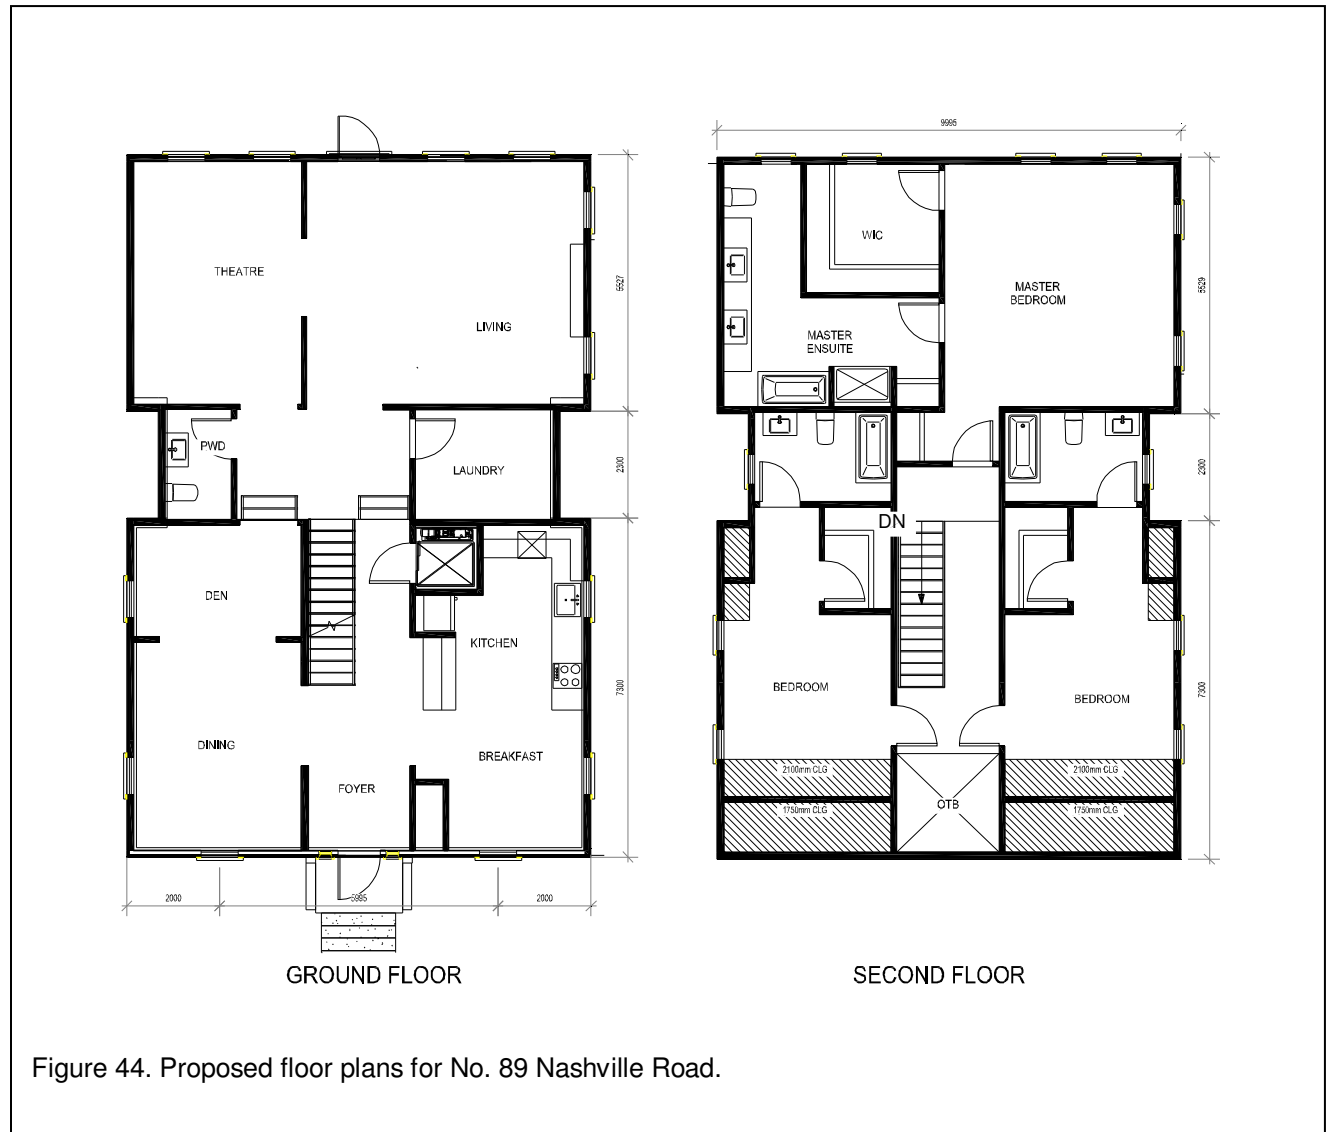 9995
THEATRE
LIVING
5527
PWD
LAUNDRY
2300
DEN
KITCHEN
7300
DINING
BREAKFAST
FOYER
2000
5995
2000
GROUND FLOOR
WIC
MASTER
BEDROOM
5529
MASTER
ENSUITE
2300
DN
BEDROOM
BEDROOM
7300
2100mm CLG
2100mm CLG
OTB
1750mm CLG
1750mm CLG
SECOND FLOOR
Figure 44. Proposed floor plans for No. 89 Nashville Road.